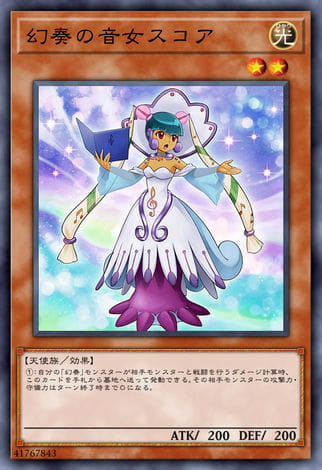 幻奏の音女スコア
光
【天使族/効果】
①：自分の「幻奏」モンスターが相手モンスターと戦闘を行うダメージ計算時、
このカードを手札から墓地へ送って発動できる。その相手モンスターの攻撃力・
守備力はターン終了時まで０になる。
ATK/ 200 DEF/ 200
41767843